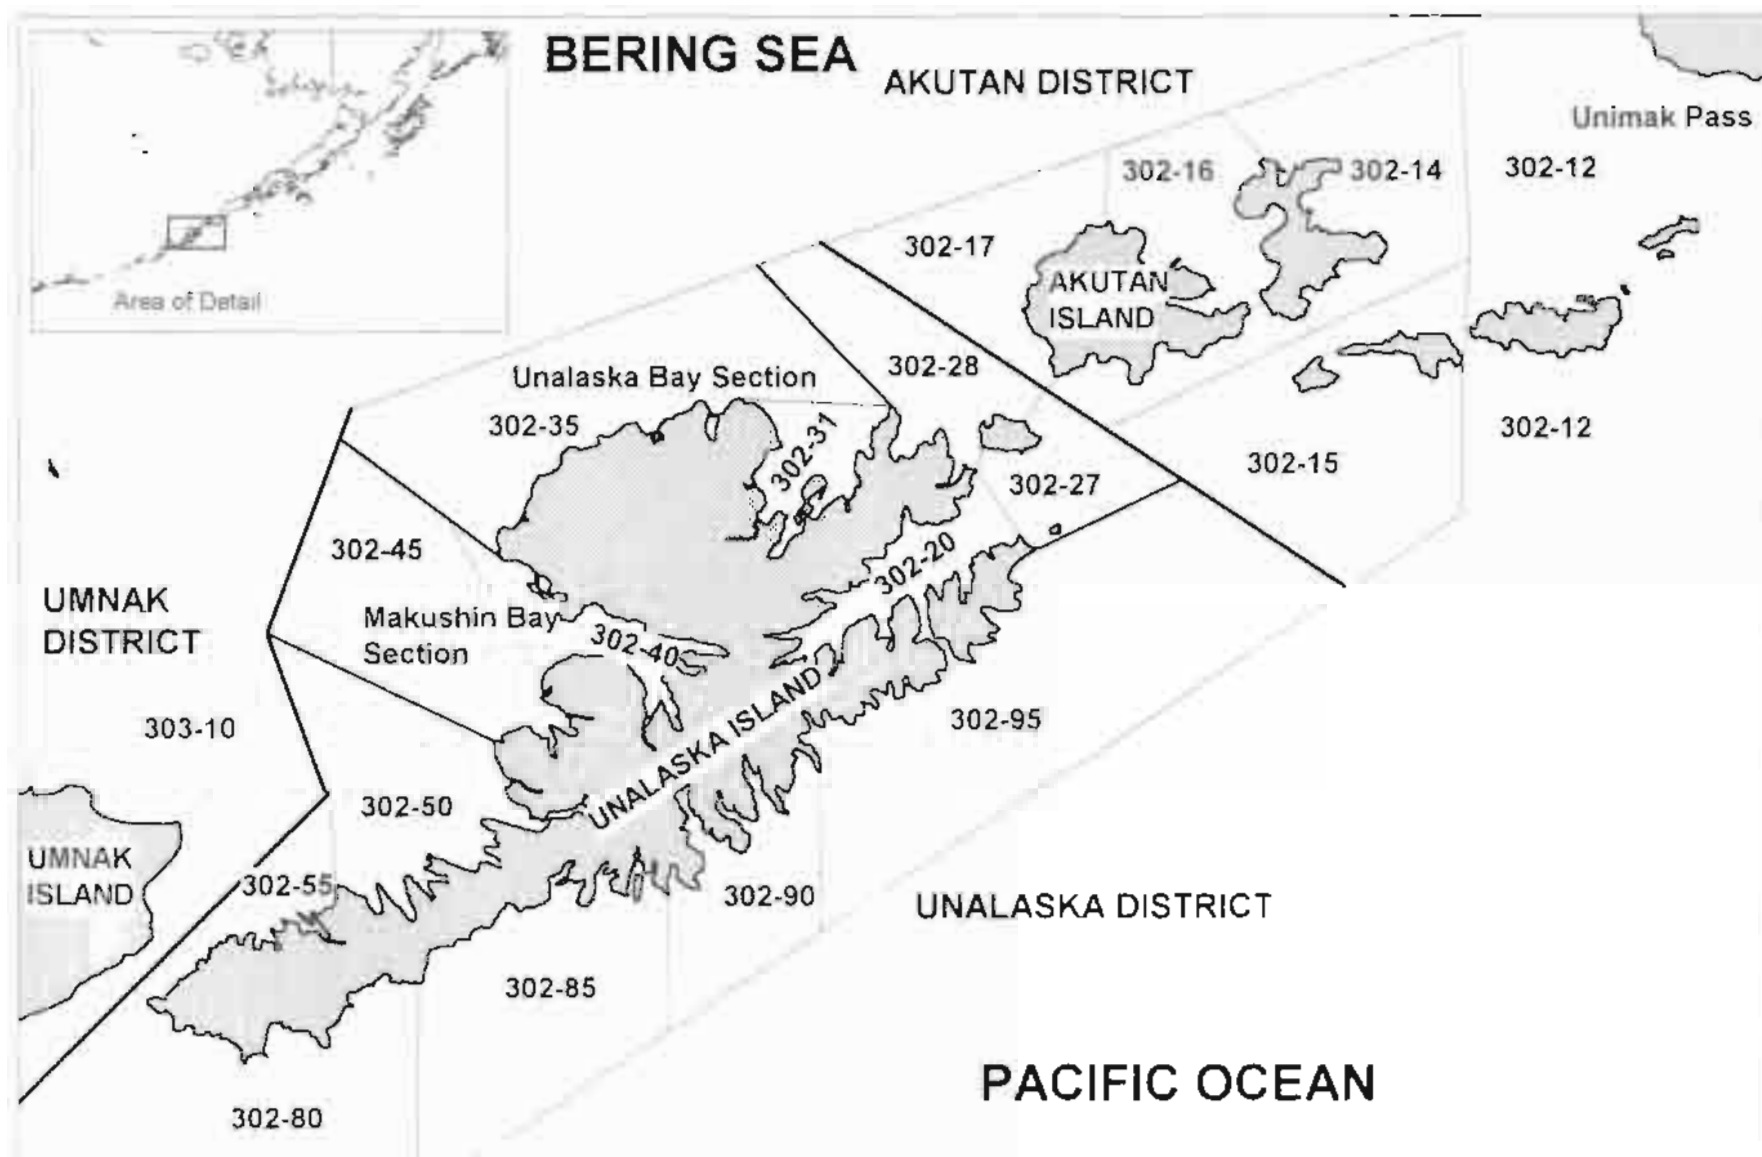 BERING SEA
AKUTAN DISTRICT
Unimak Pass
302-16
302-14
302-12
302-17
AKUTAN
ISLAND
Area of Detail
302-28
Unalaska Bay Section
302-35
302-31
302-12
302-15
302-27
302-45
302-20
UMNAK
DISTRICT
Makushin Bay
Section
302-40
UNALASKA ISLAND
303-10
302-95
302-50
UMNAK
ISLAND
302-55
302-90
UNALASKA DISTRICT
302-85
PACIFIC OCEAN
302-80